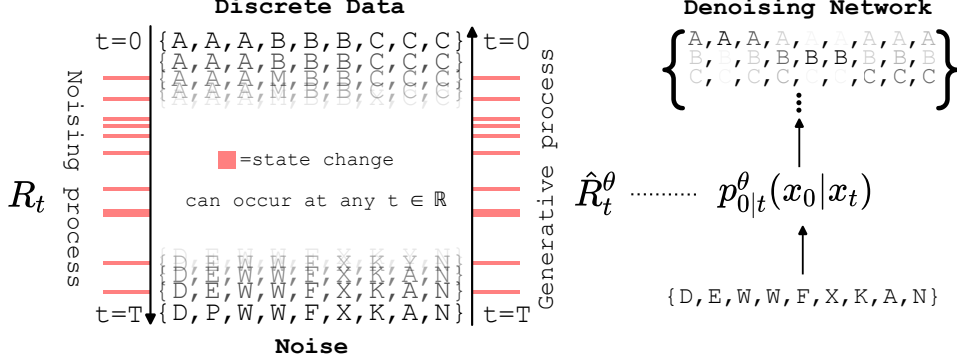 Discrete Data
t=0
{A,A,A,B,B,B,C,C,C}
t=0
{A,A,A,B,B,B,C,C,C}
{A,A,A,M,B,B,C,C,C}
Noising process
R_t
=state change
can occur at any t ∈ ℝ
Generative process
{D,E,W,W,F,X,K,Y,N}
{D,E,W,W,F,X,K,A,N}
{D,E,W,W,F,X,K,A,N}
t=T
{D,P,W,W,F,X,K,A,N}
t=T
Noise
Denoising Network
A,A,A,A,A,A,A,A,A
B,B,B,B,B,B,B,B,B
C,C,C,C,C,C,C,C,C
R̂_t^θ
p_{0|t}^θ(x_0|x_t)
{D,E,W,W,F,X,K,A,N}